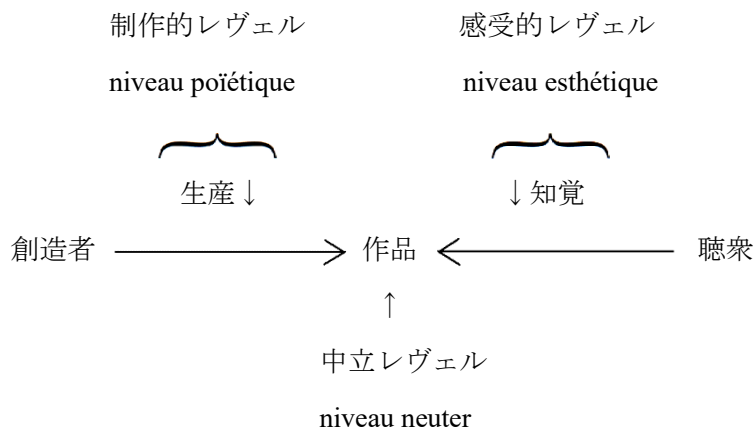 制作的レヴェル 感受的レヴェル
niveau poïétique niveau esthétique
生産↓ ↓知覚
創造者 作品 聴衆
↑
中立レヴェル
niveau neuter